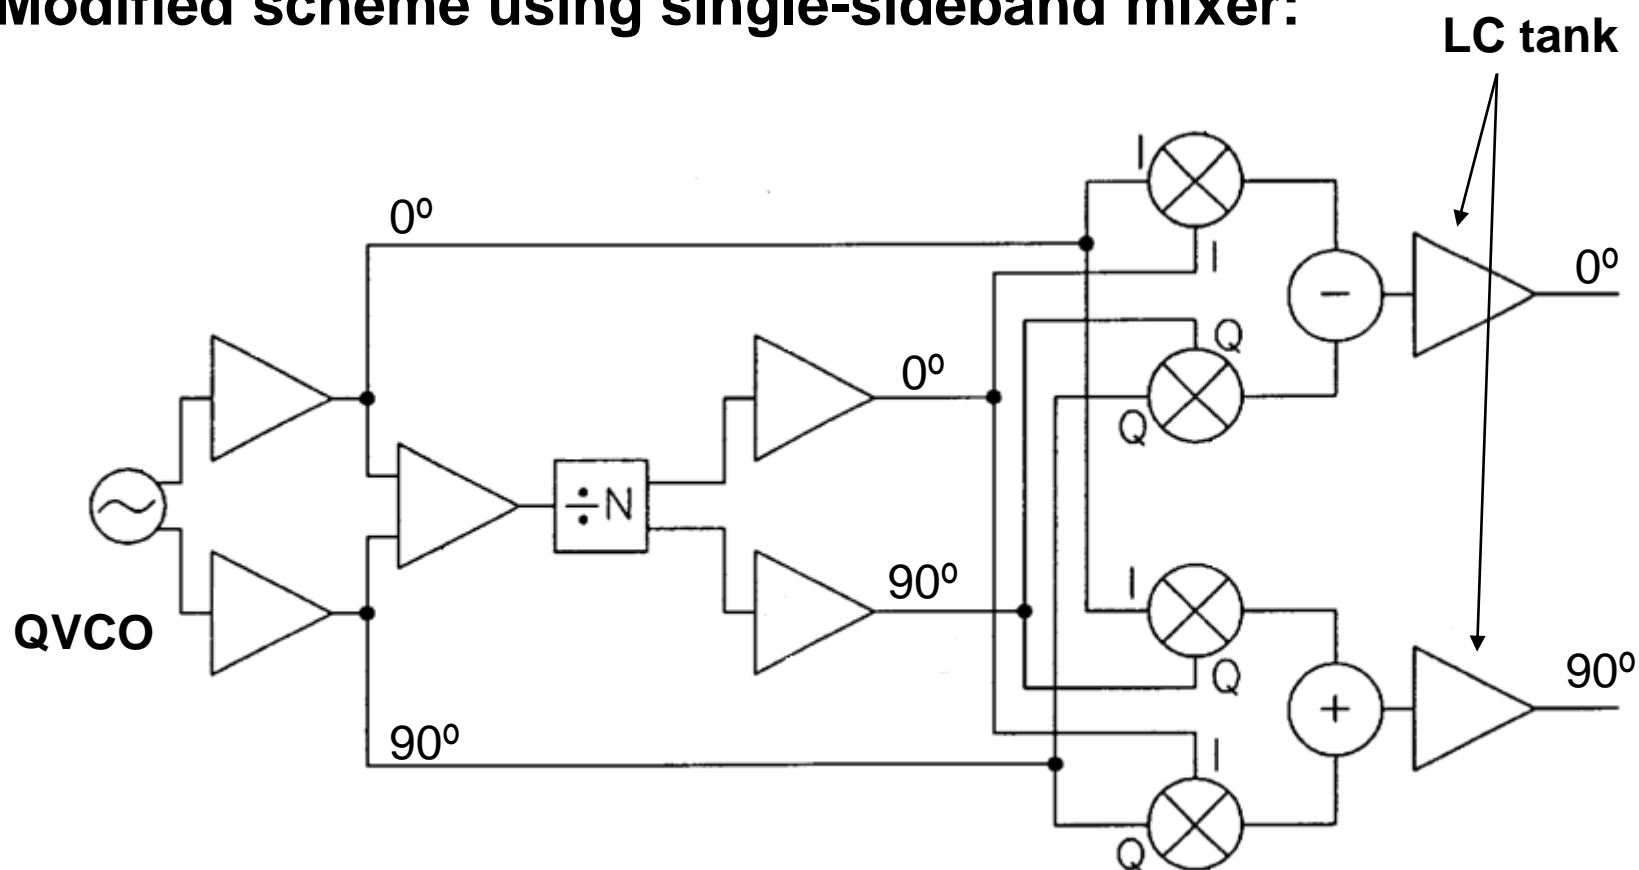 Modified scheme using single-sideband mixer:
LC tank
I
0º
I
0º
Q
0º
Q
÷N
90º
I
QVCO
Q
90º
+
90º
I
Q